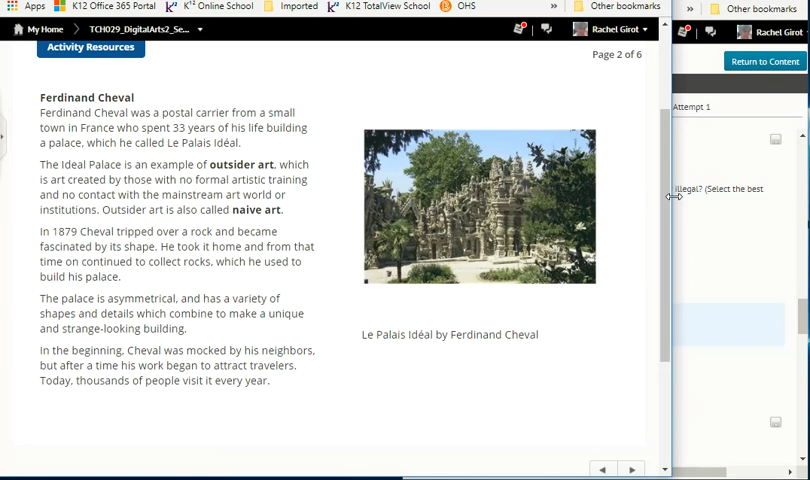 Apps K12 Office 365 Portal K12 Online School Imported K12 TotalView School OHS » Other bookmarks
» Other bookmarks
My Home TCH029_DigitalArts2_Se... Rachel Girot
Rachel Girot
Activity Resources
Page 2 of 6
Return to Content
Attempt 1
Ferdinand Cheval
Ferdinand Cheval was a postal carrier from a small
town in France who spent 33 years of his life building
a palace, which he called Le Palais Idéal.
The Ideal Palace is an example of outsider art, which
is art created by those with no formal artistic training
and no contact with the mainstream art world or
institutions. Outsider art is also called naive art.
illegal? (Select the best
In 1879 Cheval tripped over a rock and became
fascinated by its shape. He took it home and from that
time on continued to collect rocks, which he used to
build his palace.
The palace is asymmetrical, and has a variety of
shapes and details which combine to make a unique
and strange-looking building.
Le Palais Idéal by Ferdinand Cheval
In the beginning, Cheval was mocked by his neighbors,
but after a time his work began to attract travelers.
Today, thousands of people visit it every year.